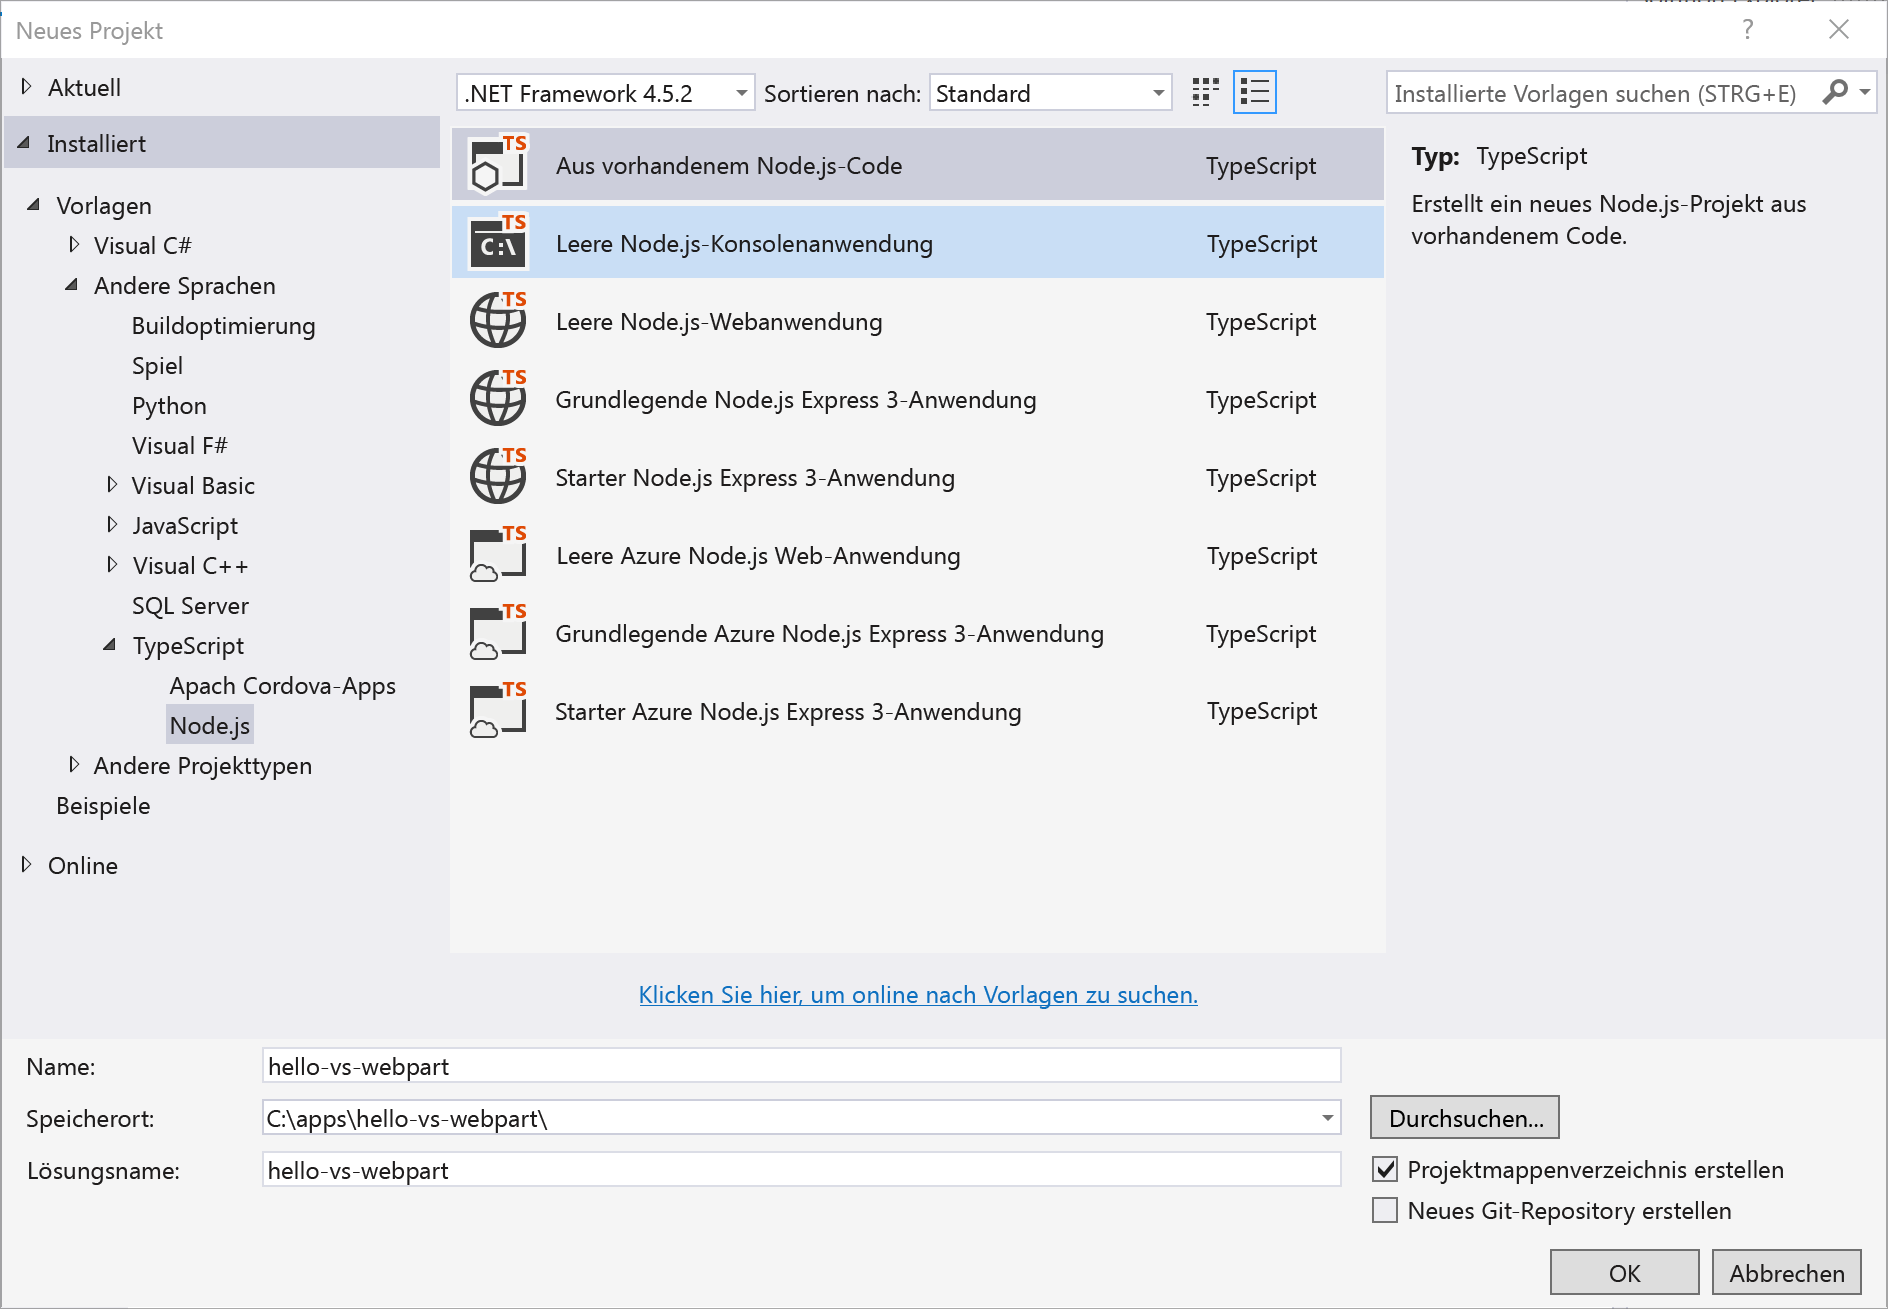 Neues Projekt
?
Aktuell
Installiert
Vorlagen
Visual C#
Andere Sprachen
Buildoptimierung
Spiel
Python
Visual F#
Visual Basic
JavaScript
Visual C++
SQL Server
TypeScript
Apach Cordova-Apps
Node.js
Andere Projekttypen
Beispiele
Online
.NET Framework 4.5.2 Sortieren nach: Standard
TS Aus vorhandenem Node.js-Code TypeScript
TS C:\ Leere Node.js-Konsolenanwendung TypeScript
TS Leere Node.js-Webanwendung TypeScript
TS Grundlegende Node.js Express 3-Anwendung TypeScript
TS Starter Node.js Express 3-Anwendung TypeScript
TS Leere Azure Node.js Web-Anwendung TypeScript
TS Grundlegende Azure Node.js Express 3-Anwendung TypeScript
TS Starter Azure Node.js Express 3-Anwendung TypeScript
Klicken Sie hier, um online nach Vorlagen zu suchen.
Installierte Vorlagen suchen (STRG+E)
Typ: TypeScript
Erstellt ein neues Node.js-Projekt aus
vorhandenem Code.
Name: hello-vs-webpart
Speicherort: C:\apps\hello-vs-webpart\ Durchsuchen...
Lösungsname: hello-vs-webpart
Projektmappenverzeichnis erstellen
Neues Git-Repository erstellen
OK Abbrechen